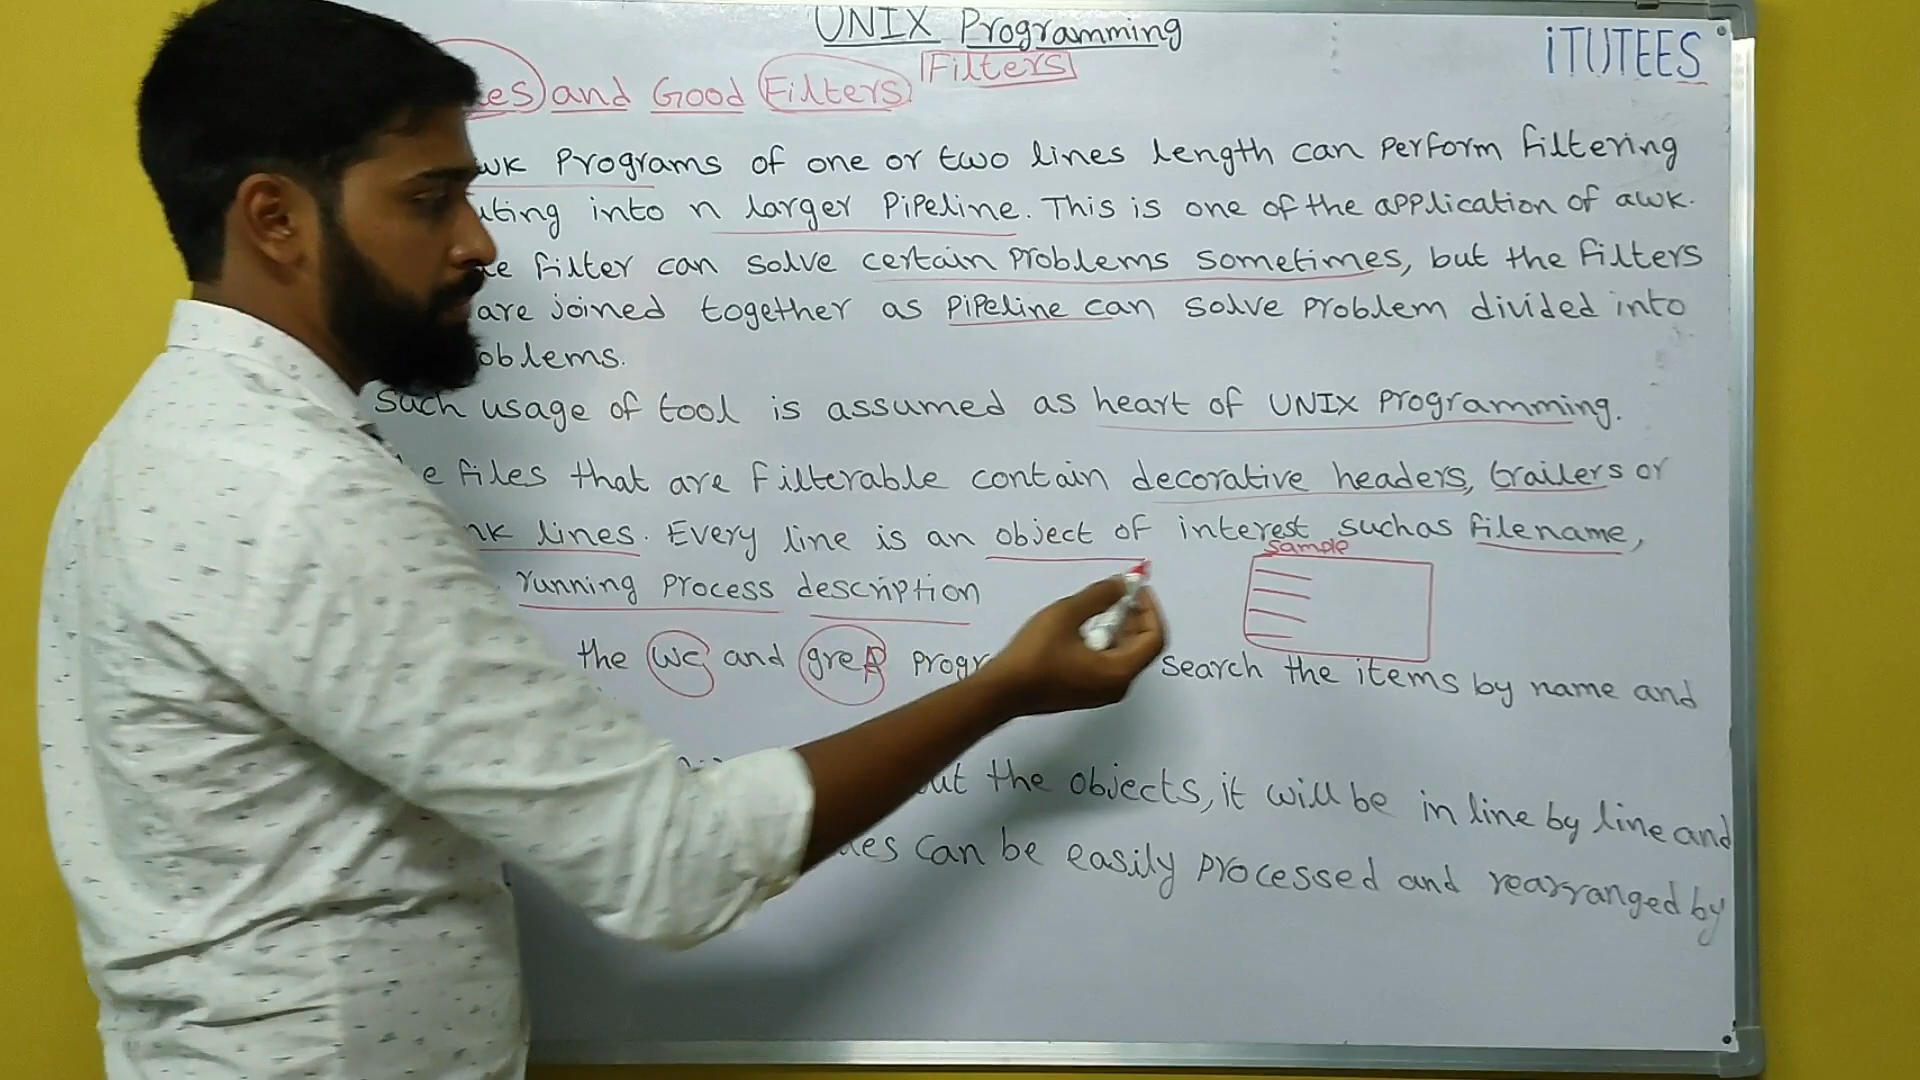 UNIX Programming
iTUTEES
and Good Filters Filters
Programs of one or two lines length can perform filtering
into n larger Pipeline. This is one of the application of awk.
filter can solve certain problems sometimes, but the filters
are joined together as Pipeline can solve problem divided into
such usage of tool is assumed as heart of UNIX Programming.
files that are filterable contain decorative headers, trailers or
lines. Every line is an object of interest suchas filename,
Sample
running process description
the wc and grep search the items by name and
the objects, it will be in line by line and
can be easily processed and rearranged by